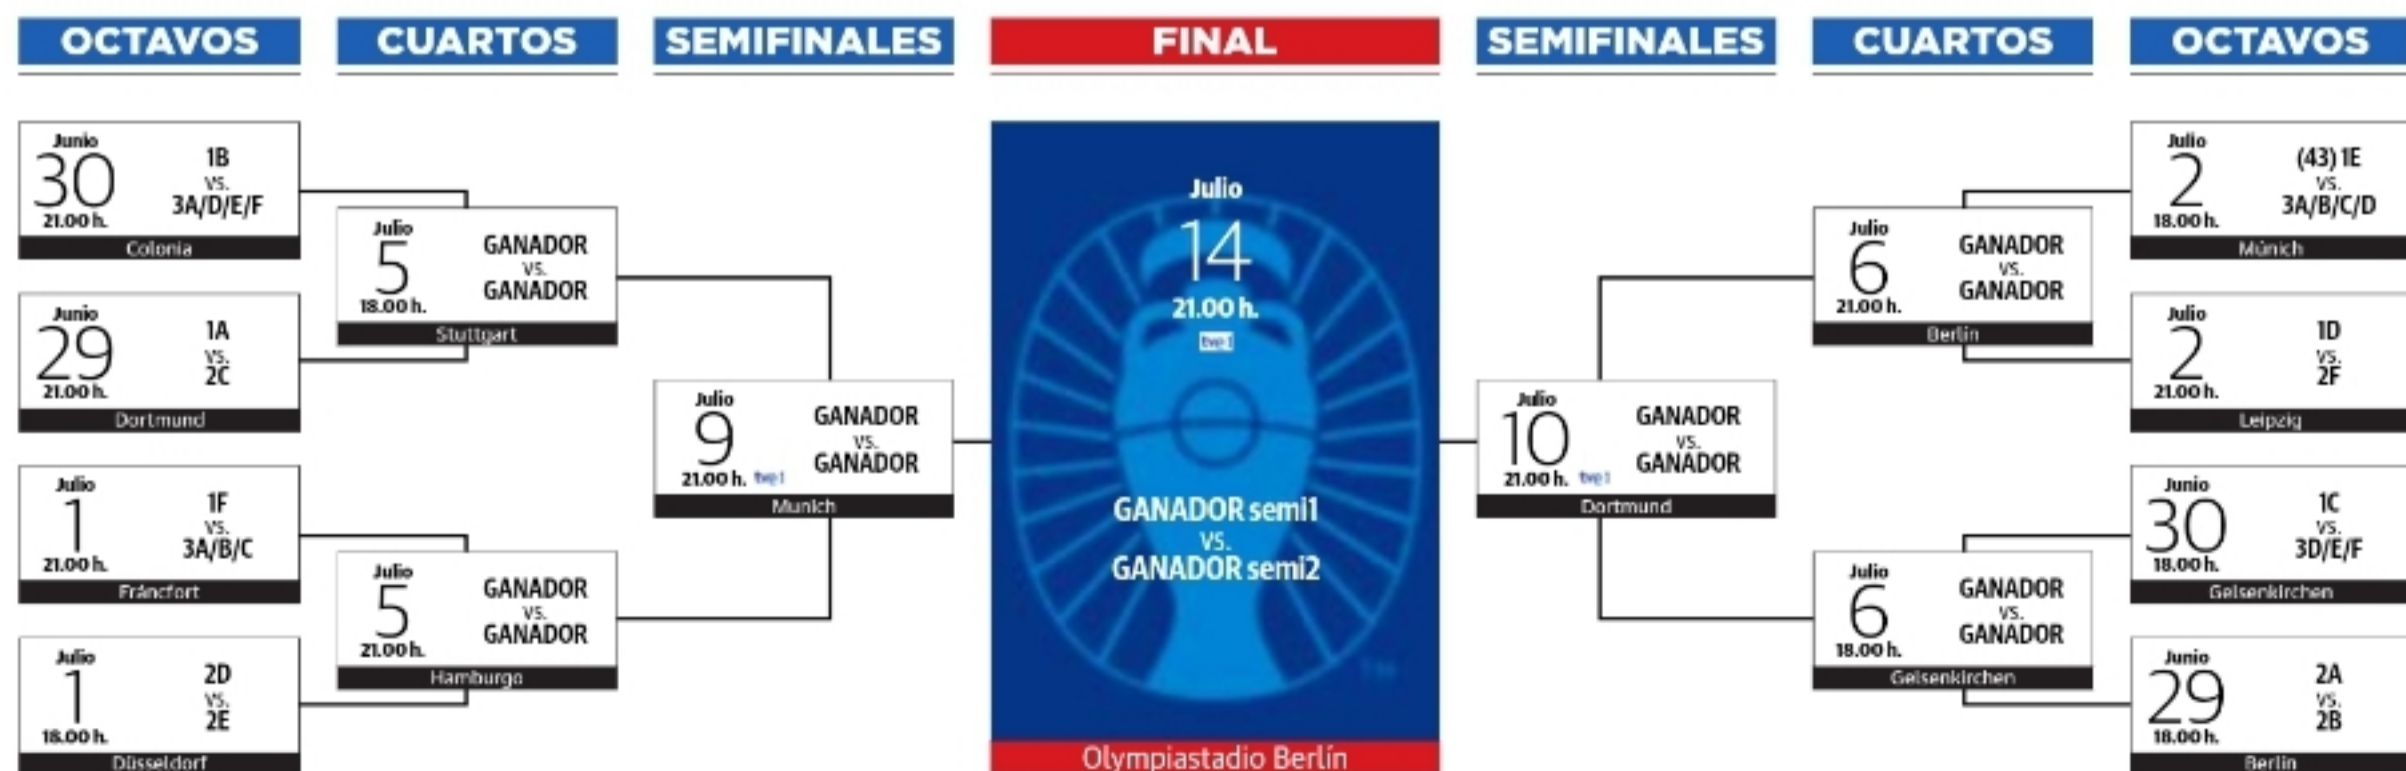 OCTAVOS
CUARTOS
SEMIFINALES
FINAL
SEMIFINALES
CUARTOS
OCTAVOS
Junio
30
21.00 h.
1B
vs.
3A/D/E/F
Colonia
Junio
29
21.00 h.
1A
vs.
2C
Dortmund
Julio
1
21.00 h.
1F
vs.
3A/B/C
Fráncfort
Julio
1
18.00 h.
2D
vs.
2E
Düsseldorf
Julio
5
18.00 h.
GANADOR
vs.
GANADOR
Stuttgart
Julio
5
21.00 h.
GANADOR
vs.
GANADOR
Hamburgo
Julio
9
21.00 h. tve1
GANADOR
vs.
GANADOR
Munich
Julio
14
21.00 h.
tve1
GANADOR semi1
vs.
GANADOR semi2
TM
Olympiastadio Berlín
Julio
10
21.00 h. tve1
GANADOR
vs.
GANADOR
Dortmund
Julio
6
21.00 h.
GANADOR
vs.
GANADOR
Berlín
Julio
6
18.00 h.
GANADOR
vs.
GANADOR
Gelsenkirchen
Julio
2
18.00 h.
(43) 1E
vs.
3A/B/C/D
Múnich
Julio
2
21.00 h.
1D
vs.
2F
Leipzig
Junio
30
18.00 h.
1C
vs.
3D/E/F
Gelsenkirchen
Junio
29
18.00 h.
2A
vs.
2B
Berlin